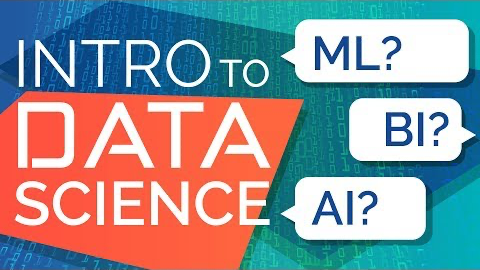 INTRO TO
DATA
SCIENCE
ML?
BI?
AI?